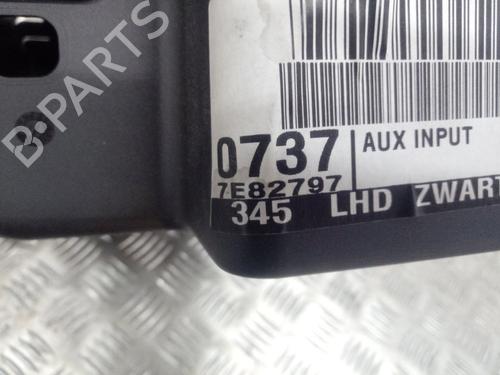 B-PARTS
0737
AUX INPUT
7E82797
345 LHD ZWART